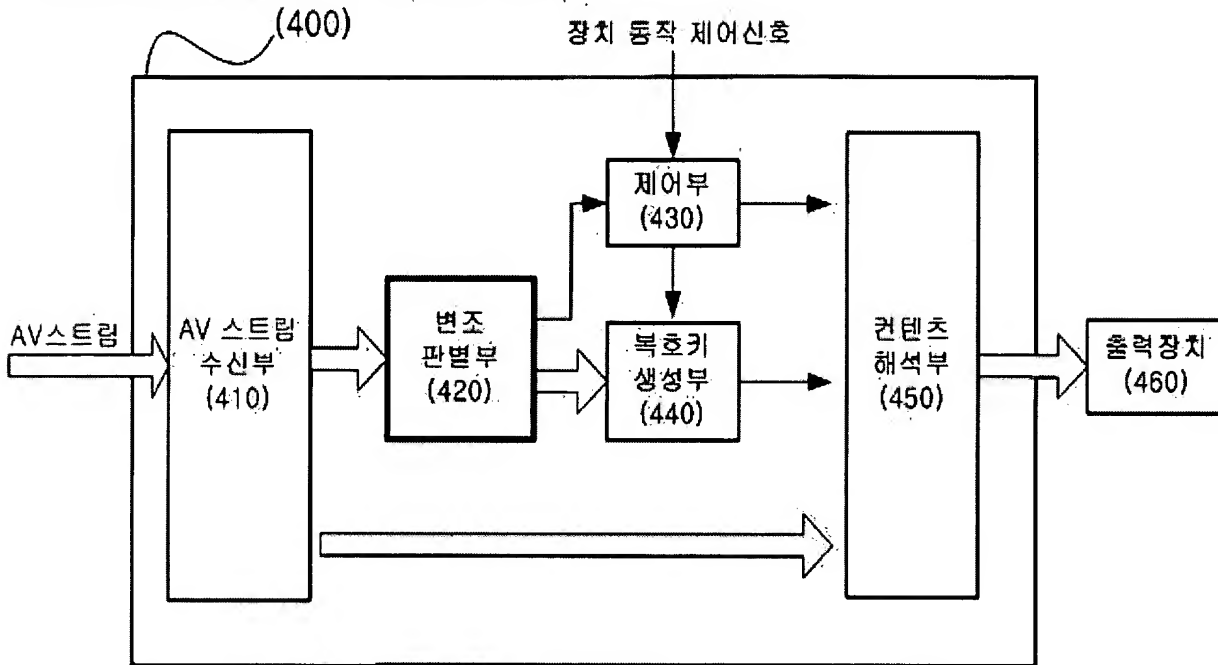 (400)
장치 동작 제어신호
제어부
(430)
AV스트림
AV 스트림
수신부
(410)
변조
판별부
(420)
복호키
생성부
(440)
컨텐츠
해석부
(450)
출력장치
(460)